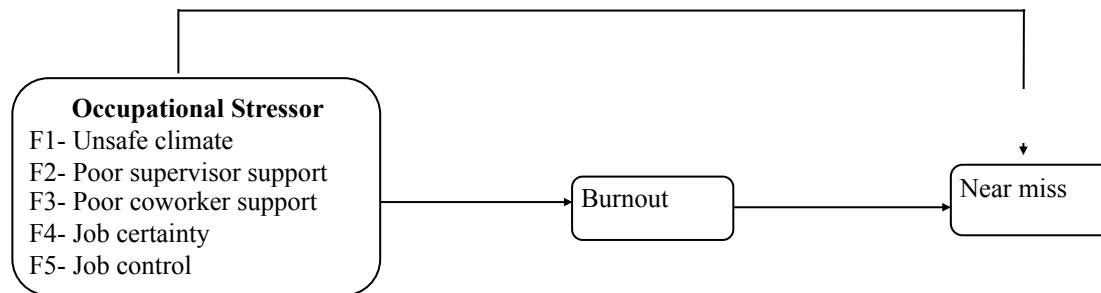 Occupational Stressor
F1- Unsafe climate
F2- Poor supervisor support
F3- Poor coworker support
F4- Job certainty
F5- Job control
Burnout
Near miss